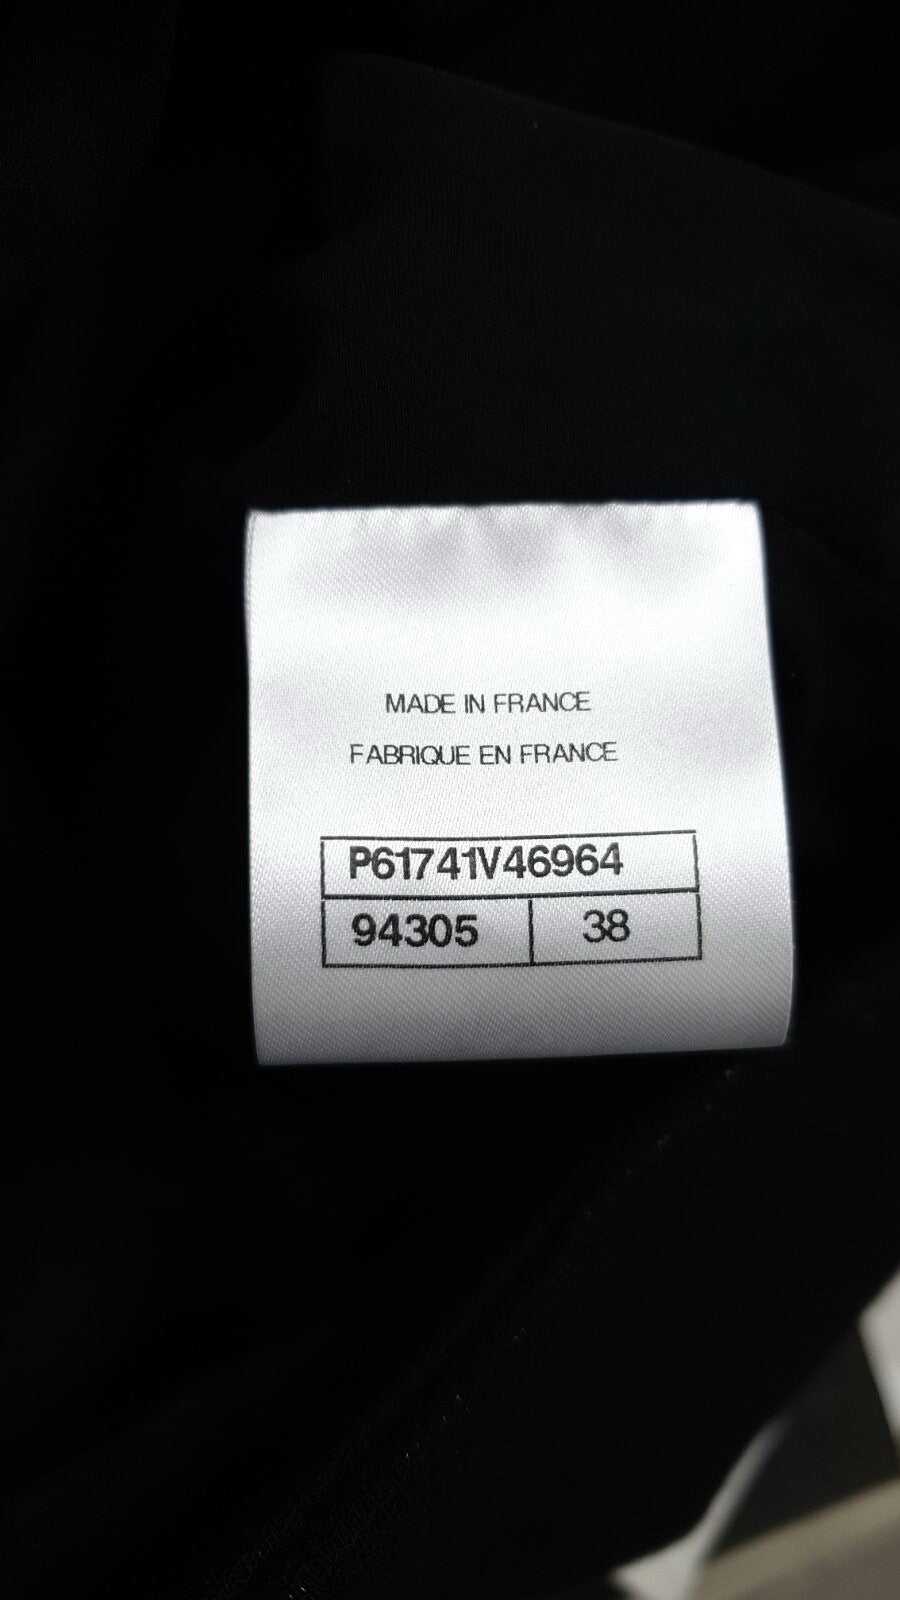 MADE IN FRANCE
FABRIQUE EN FRANCE
P61741V46964
94305 38